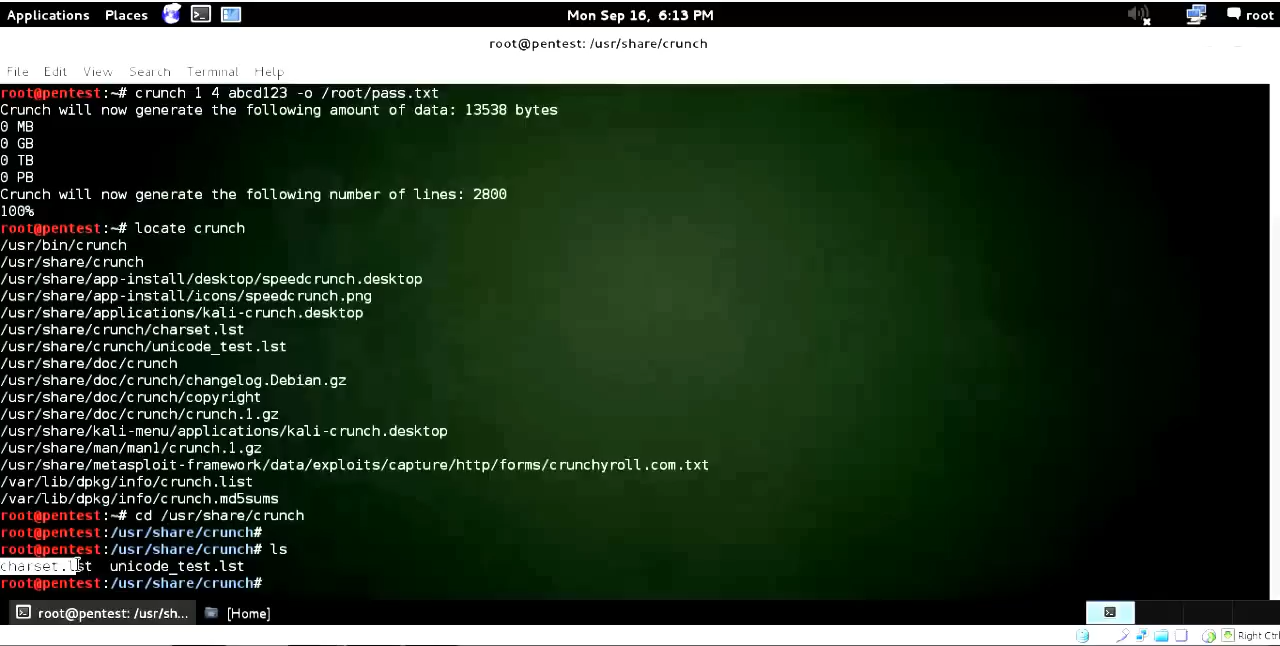 Applications Places Mon Sep 16, 6:13 PM root
root@pentest: /usr/share/crunch
File Edit View Search Terminal Help
root@pentest:~# crunch 1 4 abcd123 -o /root/pass.txt
Crunch will now generate the following amount of data: 13538 bytes
0 MB
0 GB
0 TB
0 PB
Crunch will now generate the following number of lines: 2800
100%
root@pentest:~# locate crunch
/usr/bin/crunch
/usr/share/crunch
/usr/share/app-install/desktop/speedcrunch.desktop
/usr/share/app-install/icons/speedcrunch.png
/usr/share/applications/kali-crunch.desktop
/usr/share/crunch/charset.lst
/usr/share/crunch/unicode_test.lst
/usr/share/doc/crunch
/usr/share/doc/crunch/changelog.Debian.gz
/usr/share/doc/crunch/copyright
/usr/share/doc/crunch/crunch.1.gz
/usr/share/kali-menu/applications/kali-crunch.desktop
/usr/share/man/man1/crunch.1.gz
/usr/share/metasploit-framework/data/exploits/capture/http/forms/crunchyroll.com.txt
/var/lib/dpkg/info/crunch.list
/var/lib/dpkg/info/crunch.md5sums
root@pentest:~# cd /usr/share/crunch
root@pentest:/usr/share/crunch#
root@pentest:/usr/share/crunch# ls
charset.lst unicode_test.lst
root@pentest:/usr/share/crunch#
root@pentest: /usr/sh... [Home]
Right Ctrl